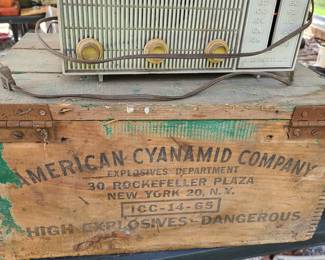 AMERICAN CYANAMID COMPANY
EXPLOSIVES DEPARTMENT
30 ROCKEFELLER PLAZA
NEW YORK 20, N.Y.
ICC-14-65
HIGH EXPLOSIVES-DANGEROUS